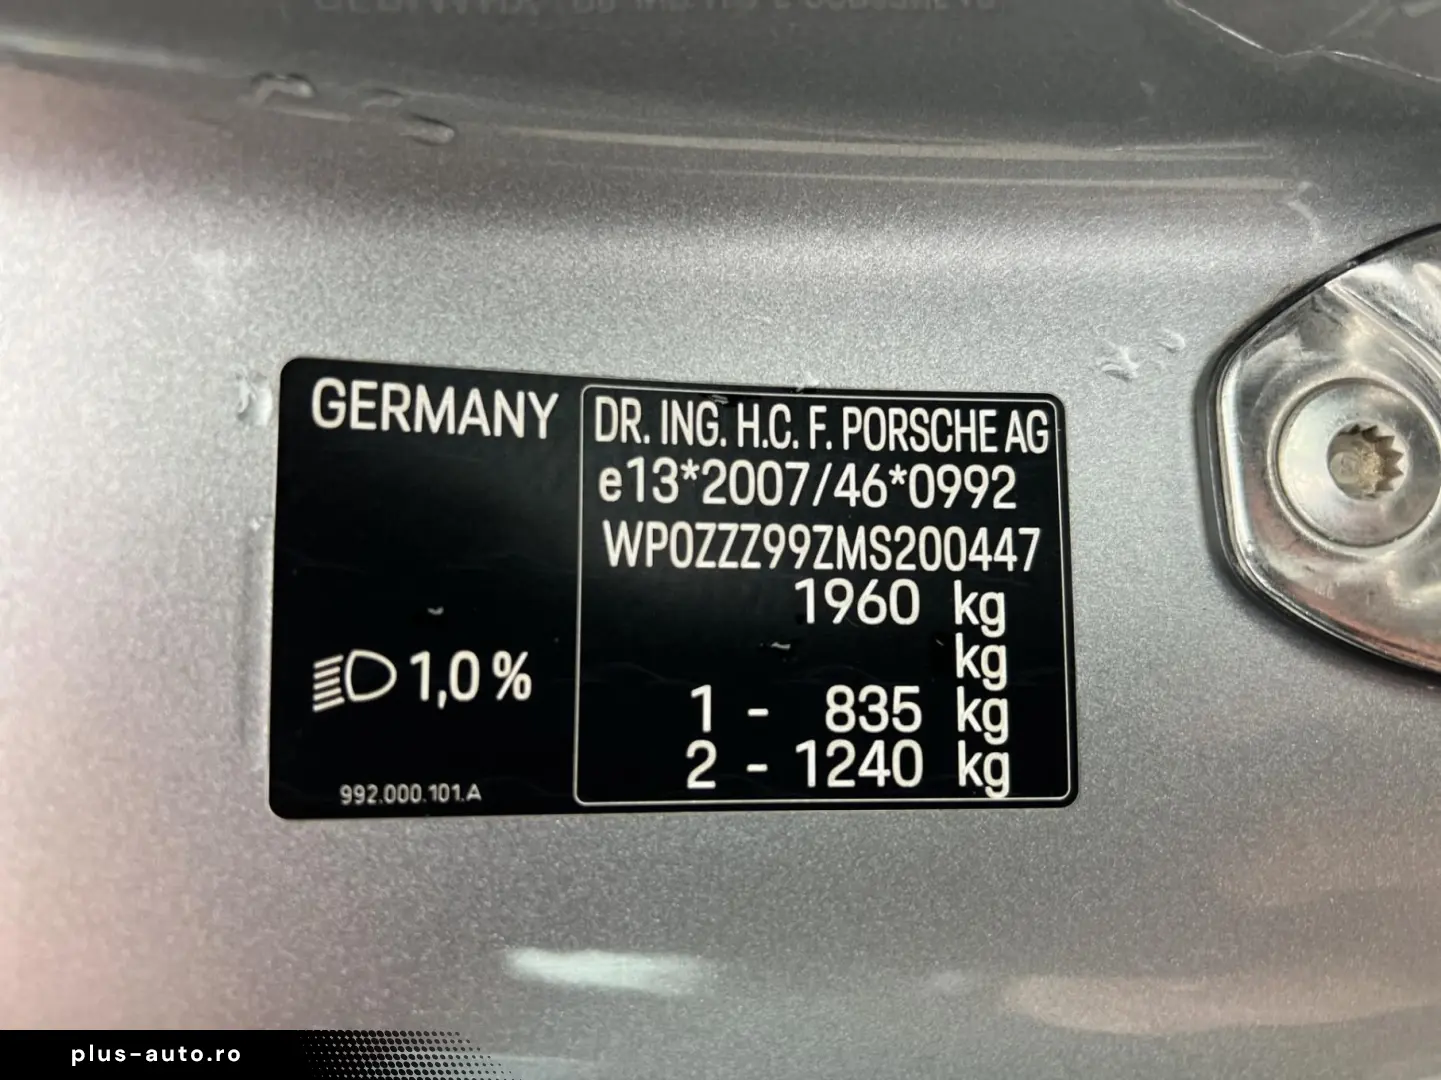 GERMANY
DR. ING. H.C. F. PORSCHE AG
e13*2007/46*0992
WP0ZZZ99ZMS200447
1960 kg
kg
1 - 835 kg
2 - 1240 kg
1,0 %
992.000.101.A
plus-auto.ro